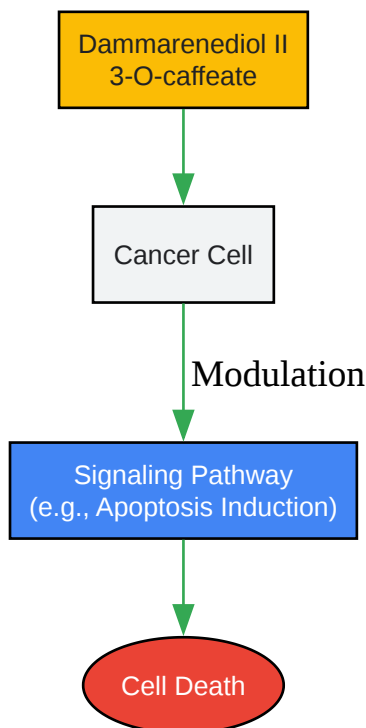 Dammarenediol II
3-O-caffeate
Cancer Cell
Modulation
Signaling Pathway
(e.g., Apoptosis Induction)
Cell Death